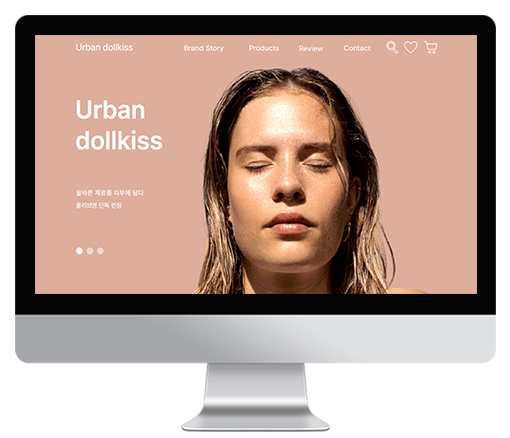 Urban dollkiss
Brand Story
Products
Review
Contact
Urban
dollkiss
올바른 재료를 피부에 담다
올리브영 단독 런칭